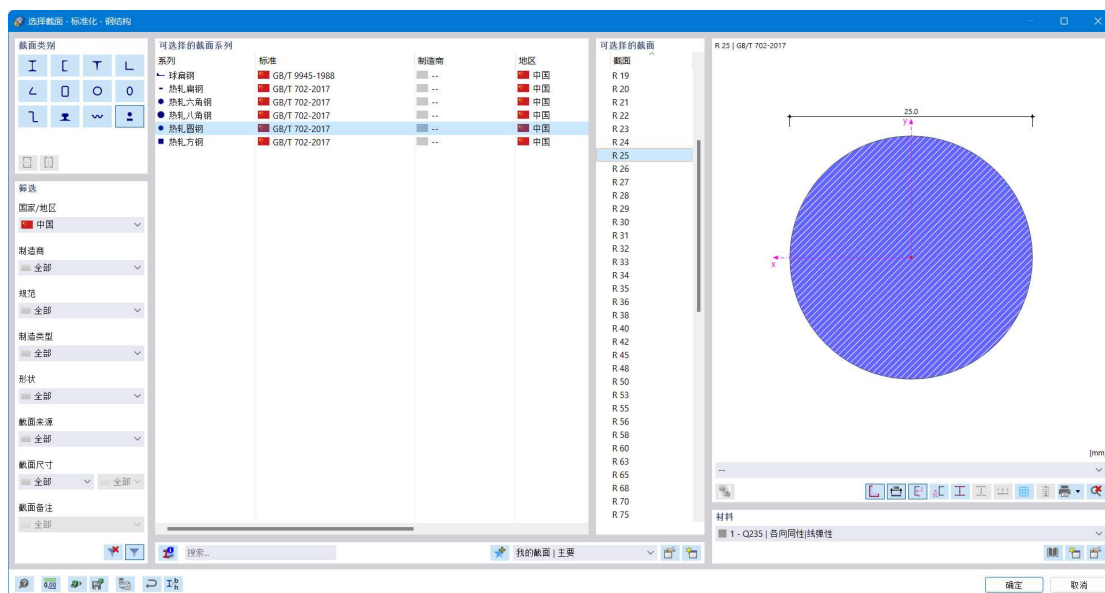 选择截面 - 标准化 - 钢结构
截面类别
筛选
国家/地区
中国
制造商
全部
规范
全部
制造类型
全部
形状
全部
截面来源
全部
截面尺寸
全部
全部
截面备注
全部
可选择的截面系列
系列 标准 制造商 地区
球扁钢 GB/T 9945-1988 -- 中国
热轧扁钢 GB/T 702-2017 -- 中国
热轧六角钢 GB/T 702-2017 -- 中国
热轧八角钢 GB/T 702-2017 -- 中国
热轧圆钢 GB/T 702-2017 -- 中国
热轧方钢 GB/T 702-2017 -- 中国
搜索...
我的截面 | 主要
可选择的截面
截面
R 19
R 20
R 21
R 22
R 23
R 24
R 25
R 26
R 27
R 28
R 29
R 30
R 31
R 32
R 33
R 34
R 35
R 36
R 38
R 40
R 42
R 45
R 48
R 50
R 53
R 55
R 56
R 58
R 60
R 63
R 65
R 68
R 70
R 75
R 25 | GB/T 702-2017
25.0
y
x
[mm]
--
材料
1 - Q235 | 各向同性|线弹性
0,00
确定
取消